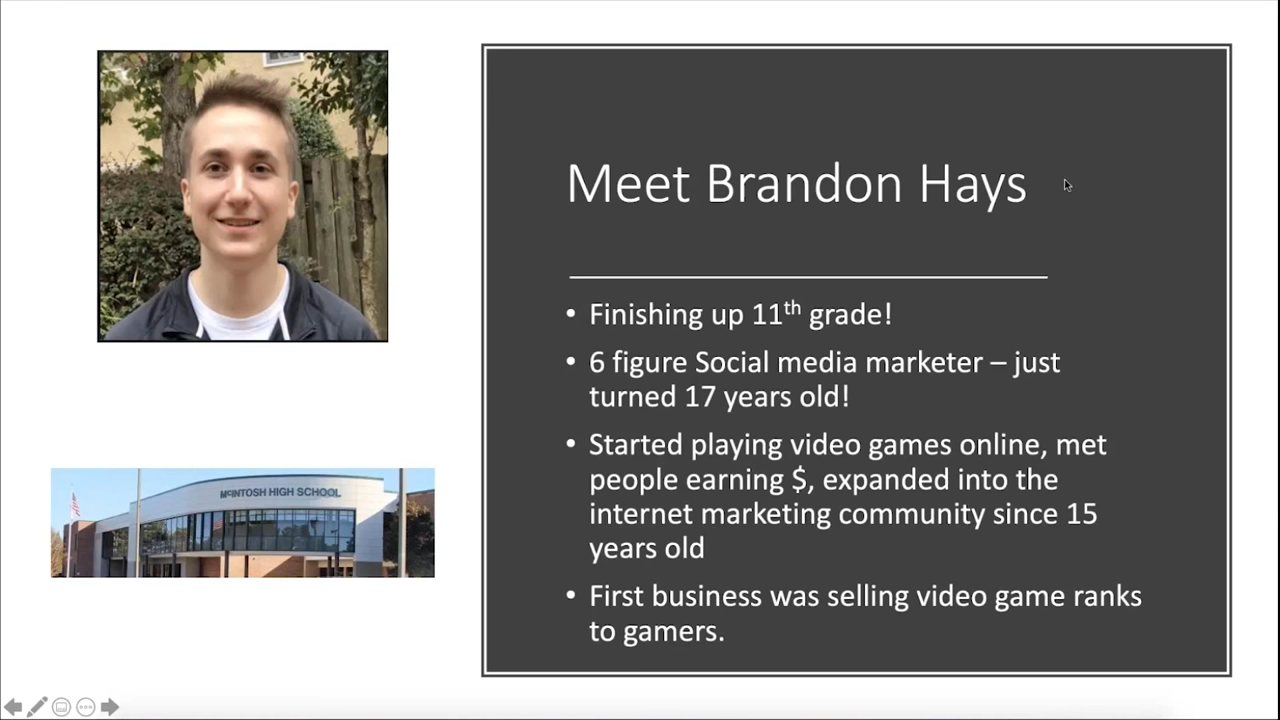 Meet Brandon Hays
• Finishing up 11th grade!
• 6 figure Social media marketer – just
turned 17 years old!
• Started playing video games online, met
people earning $, expanded into the
internet marketing community since 15
years old
• First business was selling video game ranks
to gamers.
McINTOSH HIGH SCHOOL